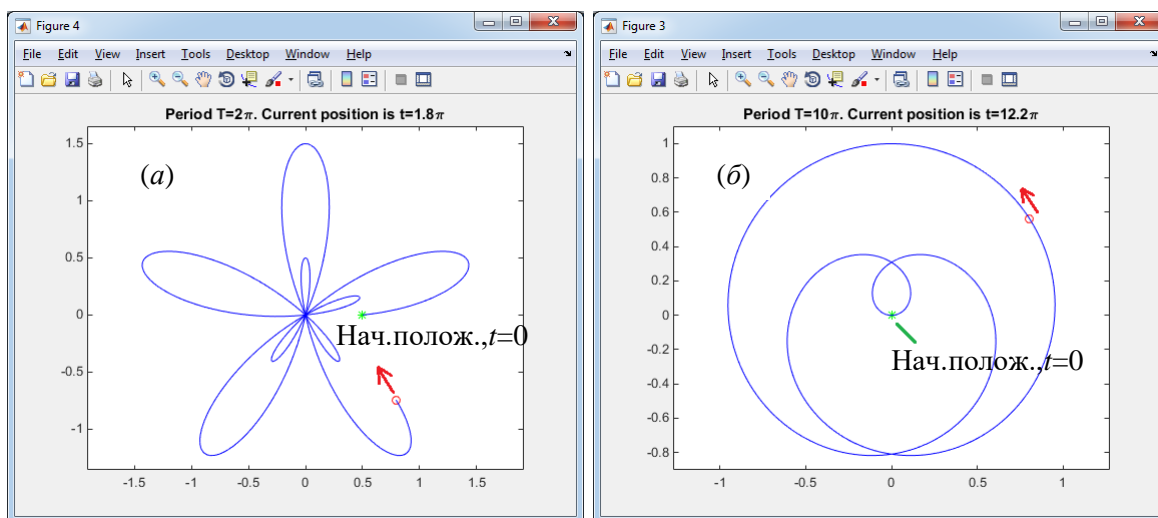 Figure 4
File Edit View Insert Tools Desktop Window Help
Period T=2π. Current position is t=1.8π
(а)
1.5
1
0.5
0
-0.5
-1
-1.5 -1 -0.5 0 0.5 1 1.5
Нач.полож.,t=0
Figure 3
File Edit View Insert Tools Desktop Window Help
Period T=10π. Current position is t=12.2π
(б)
1
0.8
0.6
0.4
0.2
0
-0.2
-0.4
-0.6
-0.8
-1 -0.5 0 0.5 1
Нач.полож.,t=0